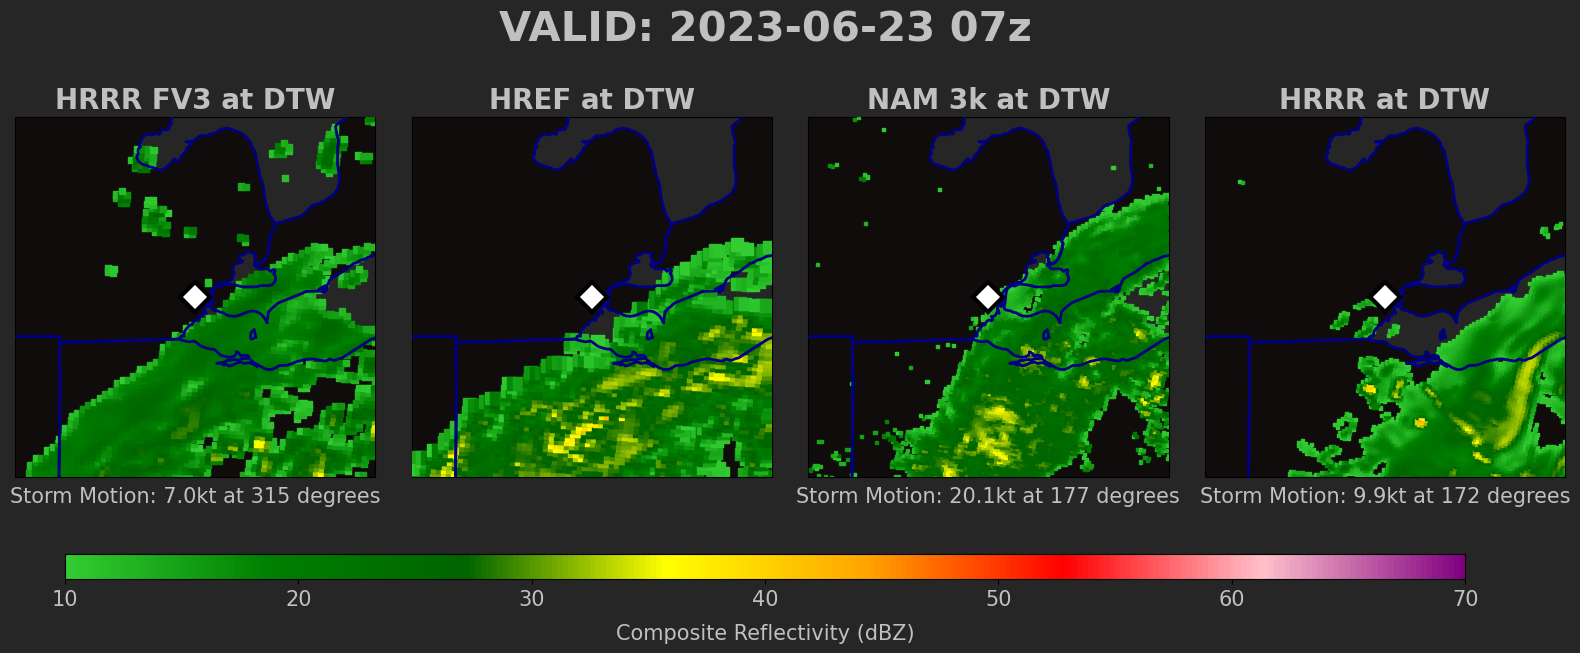 VALID: 2023-06-23 07z
HRRR FV3 at DTW
HREF at DTW
NAM 3k at DTW
HRRR at DTW
Storm Motion: 7.0kt at 315 degrees
Storm Motion: 20.1kt at 177 degrees
Storm Motion: 9.9kt at 172 degrees
10 20 30 40 50 60 70
Composite Reflectivity (dBZ)